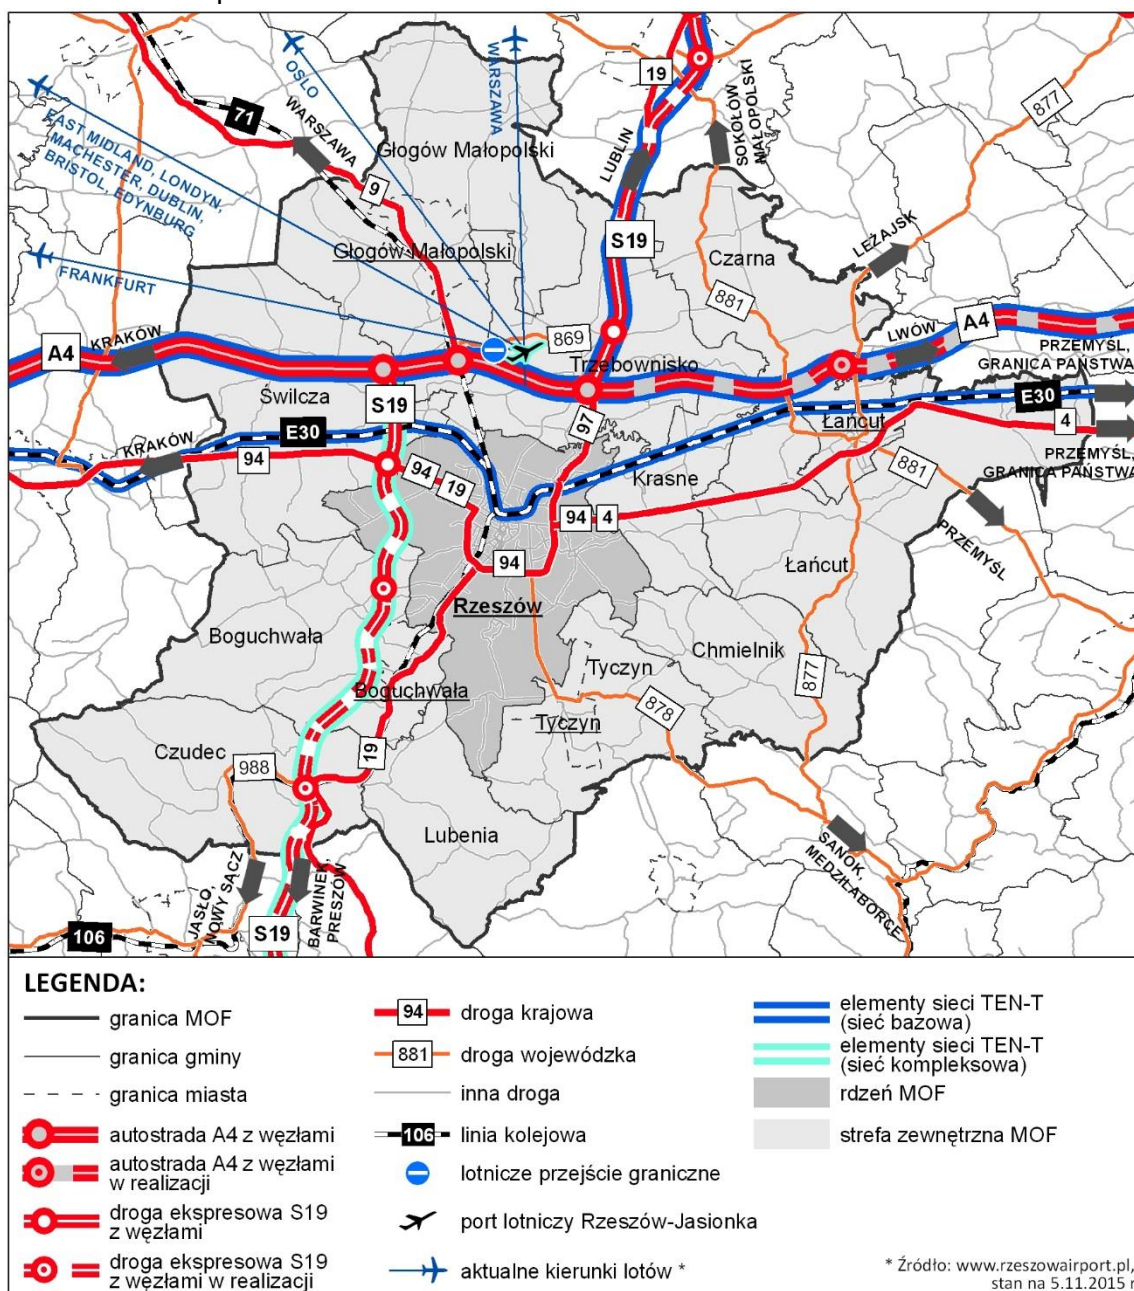 19
877
71
OSLO
WARSZAWA
WARSZAWA
EAST MIDLAND, LONDYN,
MACHESTER, DUBLIN,
BRISTOL, EDYNBURG
FRANKFURT
LUBLIN
SOKOŁÓW
MAŁOPOLSKI
Głogów Małopolski
9
Głogów Małopolski
S19
Czarna
LEŻAJSK
881
869
A4
KRAKÓW
Trzebownisko
LWÓW
A4
PRZEMYŚL,
GRANICA PAŃSTWA
Świlcza
S19
E30
E30
KRAKÓW
94
94
19
97
Krasne
Łańcut
4
PRZEMYŚL,
GRANICA PAŃSTWA
881
94
4
94
PRZEMYŚL
Łańcut
Rzeszów
Boguchwała
Boguchwała
Tyczyn
Chmielnik
877
Tyczyn
878
Czudec
988
19
Lubenia
SANOK,
MEDZILABORCE
JASŁO,
NOWY SĄCZ
BARWINEK,
PRESZÓW
106
S19
LEGENDA:
granica MOF
granica gminy
granica miasta
autostrada A4 z węzłami
autostrada A4 z węzłami
w realizacji
droga ekspresowa S19
z węzłami
droga ekspresowa S19
z węzłami w realizacji
94
droga krajowa
881
droga wojewódzka
inna droga
106
linia kolejowa
lotnicze przejście graniczne
port lotniczy Rzeszów-Jasionka
aktualne kierunki lotów *
elementy sieci TEN-T
(sieć bazowa)
elementy sieci TEN-T
(sieć kompleksowa)
rdzeń MOF
strefa zewnętrzna MOF
* Źródło: www.rzeszowairport.pl,
stan na 5.11.2015 r